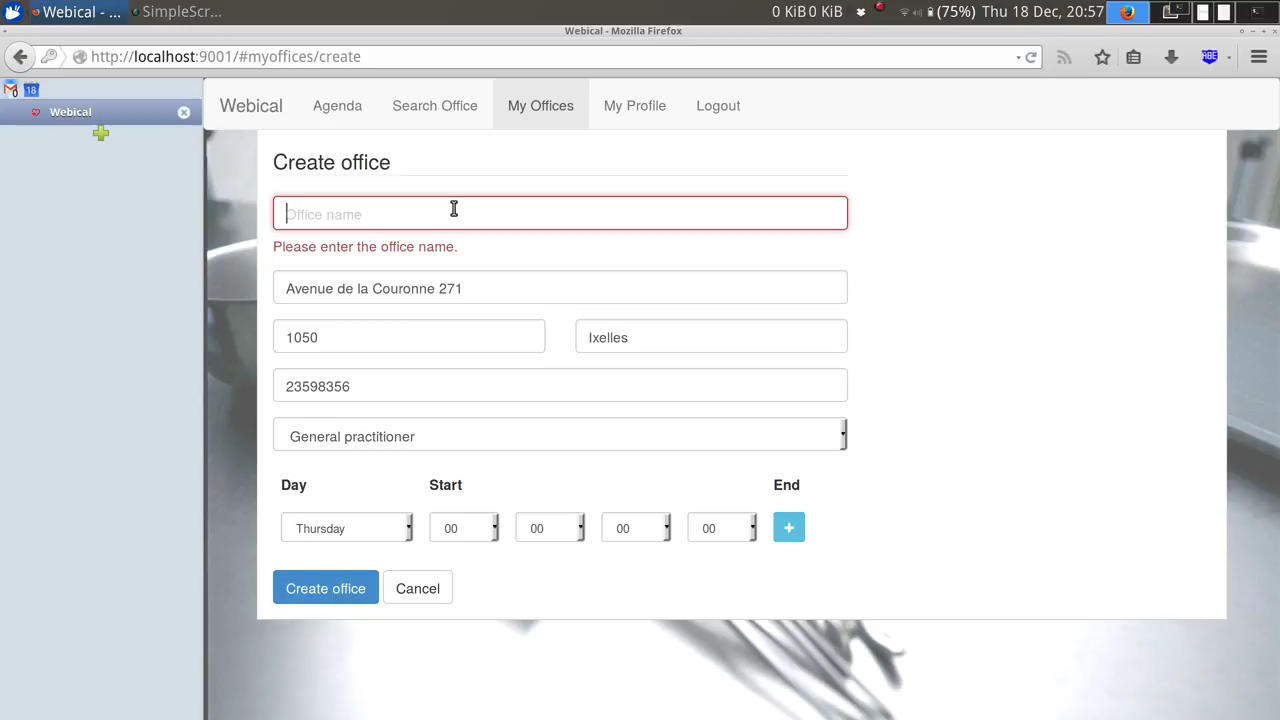 Webical - ... SimpleScr... 0 KiB 0 KiB (75%) Thu 18 Dec, 20:57
Webical - Mozilla Firefox
http://localhost:9001/#myoffices/create ABE
18
Webical
Webical Agenda Search Office My Offices My Profile Logout
Create office
Office name
Please enter the office name.
Avenue de la Couronne 271
1050 Ixelles
23598356
General practitioner
Day Start End
Thursday 00 00 00 00 +
Create office Cancel